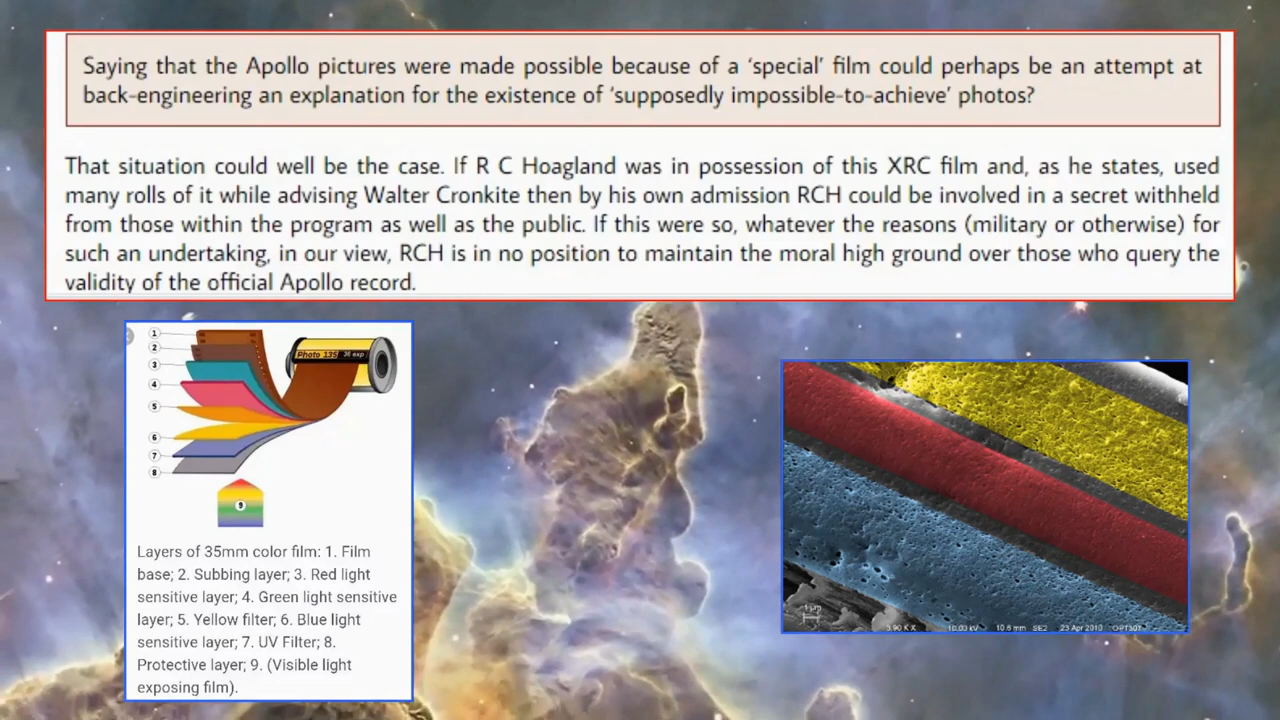 Saying that the Apollo pictures were made possible because of a ‘special’ film could perhaps be an attempt at
back-engineering an explanation for the existence of ‘supposedly impossible-to-achieve’ photos?
That situation could well be the case. If R C Hoagland was in possession of this XRC film and, as he states, used
many rolls of it while advising Walter Cronkite then by his own admission RCH could be involved in a secret withheld
from those within the program as well as the public. If this were so, whatever the reasons (military or otherwise) for
such an undertaking, in our view, RCH is in no position to maintain the moral high ground over those who query the
validity of the official Apollo record.
1
2
3
4
5
6
7
8
Photo 135 36 exp
9
Layers of 35mm color film: 1. Film
base; 2. Subbing layer; 3. Red light
sensitive layer; 4. Green light sensitive
layer; 5. Yellow filter; 6. Blue light
sensitive layer; 7. UV Filter; 8.
Protective layer; 9. (Visible light
exposing film).
1 µm
3.90 K X 10.00 kV 10.6 mm SE2 23 Apr 2010